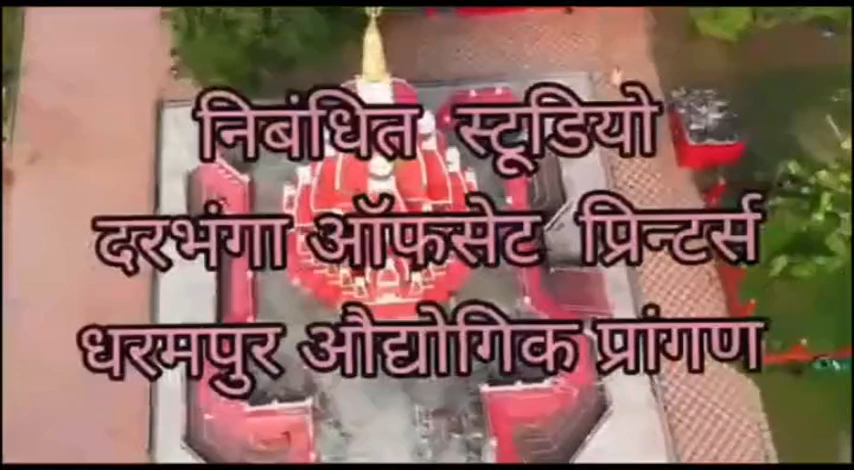 निबंधित स्टूडियो
दरभंगा ऑफसेट प्रिन्टर्स
धरमपुर औद्योगिक प्रांगण